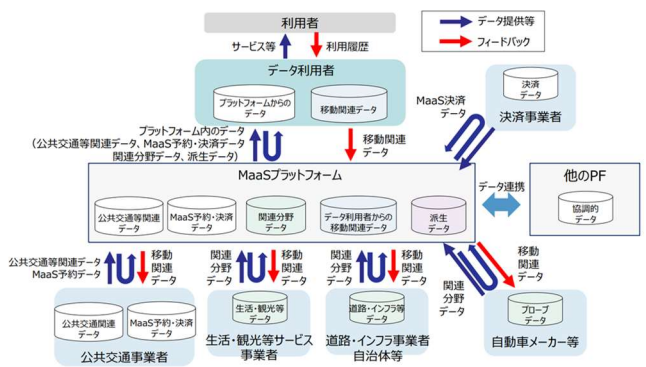 利用者
データ提供等
フィードバック
サービス等
利用履歴
データ利用者
プラットフォームからの
データ
移動関連データ
決済
データ
決済事業者
MaaS決済
データ
プラットフォーム内のデータ
（公共交通等関連データ、MaaS予約・決済データ
関連分野データ、派生データ）
移動関連
データ
MaaSプラットフォーム
公共交通等関連
データ
MaaS予約・決済
データ
関連分野
データ
データ利用者からの
移動関連データ
派生
データ
データ連携
他のPF
協調的
データ
公共交通等関連データ
MaaS予約データ
移動
関連
データ
関連
分野
データ
移動
関連
データ
関連
分野
データ
移動
関連
データ
関連
分野
データ
移動
関連
データ
公共交通関連
データ
MaaS予約・決済
データ
公共交通事業者
生活・観光等
データ
生活・観光等サービス
事業者
道路・インフラ等
データ
道路・インフラ事業者
自治体等
プローブ
データ
自動車メーカー等